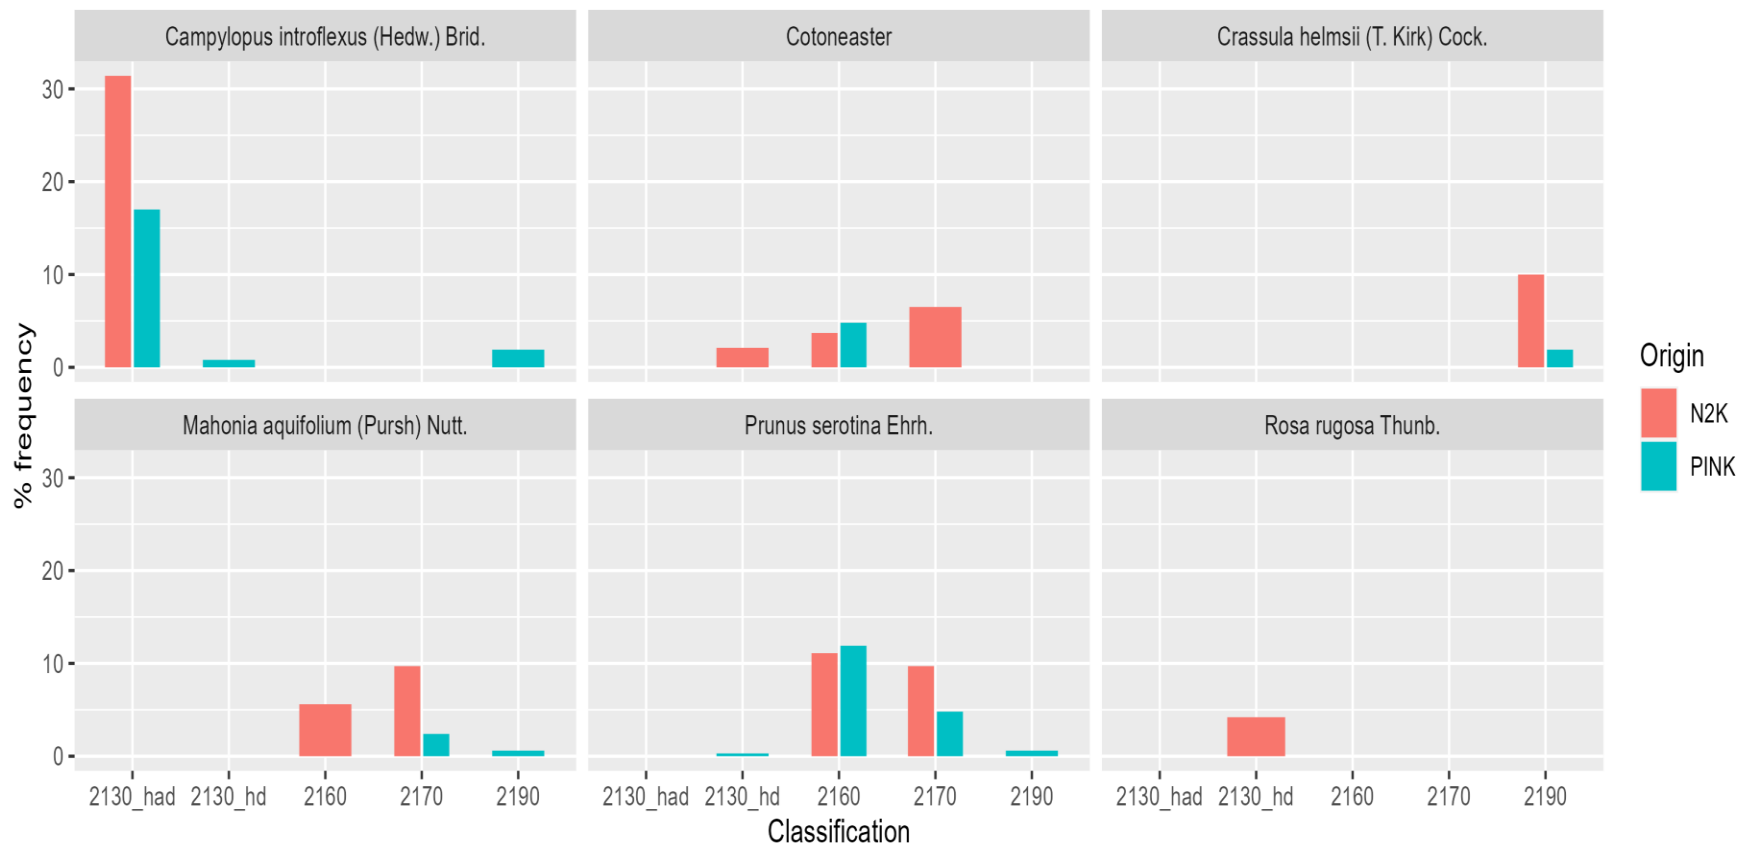 Campylopus introflexus (Hedw.) Brid.
Cotoneaster
Crassula helmsii (T. Kirk) Cock.
30
20
10
0
Mahonia aquifolium (Pursh) Nutt.
Prunus serotina Ehrh.
Rosa rugosa Thunb.
30
20
10
0
% frequency
2130_had 2130_hd 2160 2170 2190
2130_had 2130_hd 2160 2170 2190
2130_had 2130_hd 2160 2170 2190
Classification
Origin
N2K
PINK